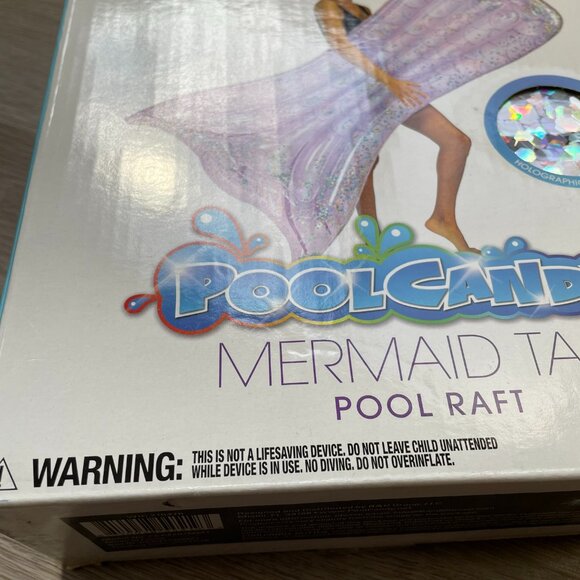 HOLOGRAPHI
POOLCAND
MERMAID TA
POOL RAFT
WARNING: THIS IS NOT A LIFESAVING DEVICE. DO NOT LEAVE CHILD UNATTENDED
WHILE DEVICE IS IN USE. NO DIVING. DO NOT OVERINFLATE.